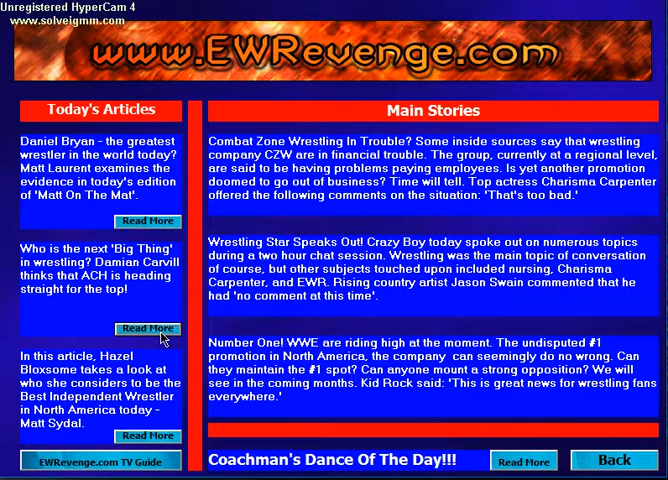 Unregistered HyperCam 4
www.solveigmm.com
www.EWRevenge.com
Today's Articles
Daniel Bryan - the greatest
wrestler in the world today?
Matt Laurent examines the
evidence in today's edition
of 'Matt On The Mat'.
Read More
Who is the next 'Big Thing'
in wrestling? Damian Carvill
thinks that ACH is heading
straight for the top!
Read More
In this article, Hazel
Bloxsome takes a look at
who she considers to be the
Best Independent Wrestler
in North America today -
Matt Sydal.
Read More
EWRevenge.com TV Guide
Main Stories
Combat Zone Wrestling In Trouble? Some inside sources say that wrestling
company CZW are in financial trouble. The group, currently at a regional level,
are said to be having problems paying employees. Is yet another promotion
doomed to go out of business? Time will tell. Top actress Charisma Carpenter
offered the following comments on the situation: 'That's too bad.'
Wrestling Star Speaks Out! Crazy Boy today spoke out on numerous topics
during a two hour chat session. Wrestling was the main topic of conversation
of course, but other subjects touched upon included nursing, Charisma
Carpenter, and EWR. Rising country artist Jason Swain commented that he
had 'no comment at this time'.
Number One! WWE are riding high at the moment. The undisputed #1
promotion in North America, the company can seemingly do no wrong. Can
they maintain the #1 spot? Can anyone mount a strong opposition? We will
see in the coming months. Kid Rock said: 'This is great news for wrestling fans
everywhere.'
Coachman's Dance Of The Day!!!
Read More
Back